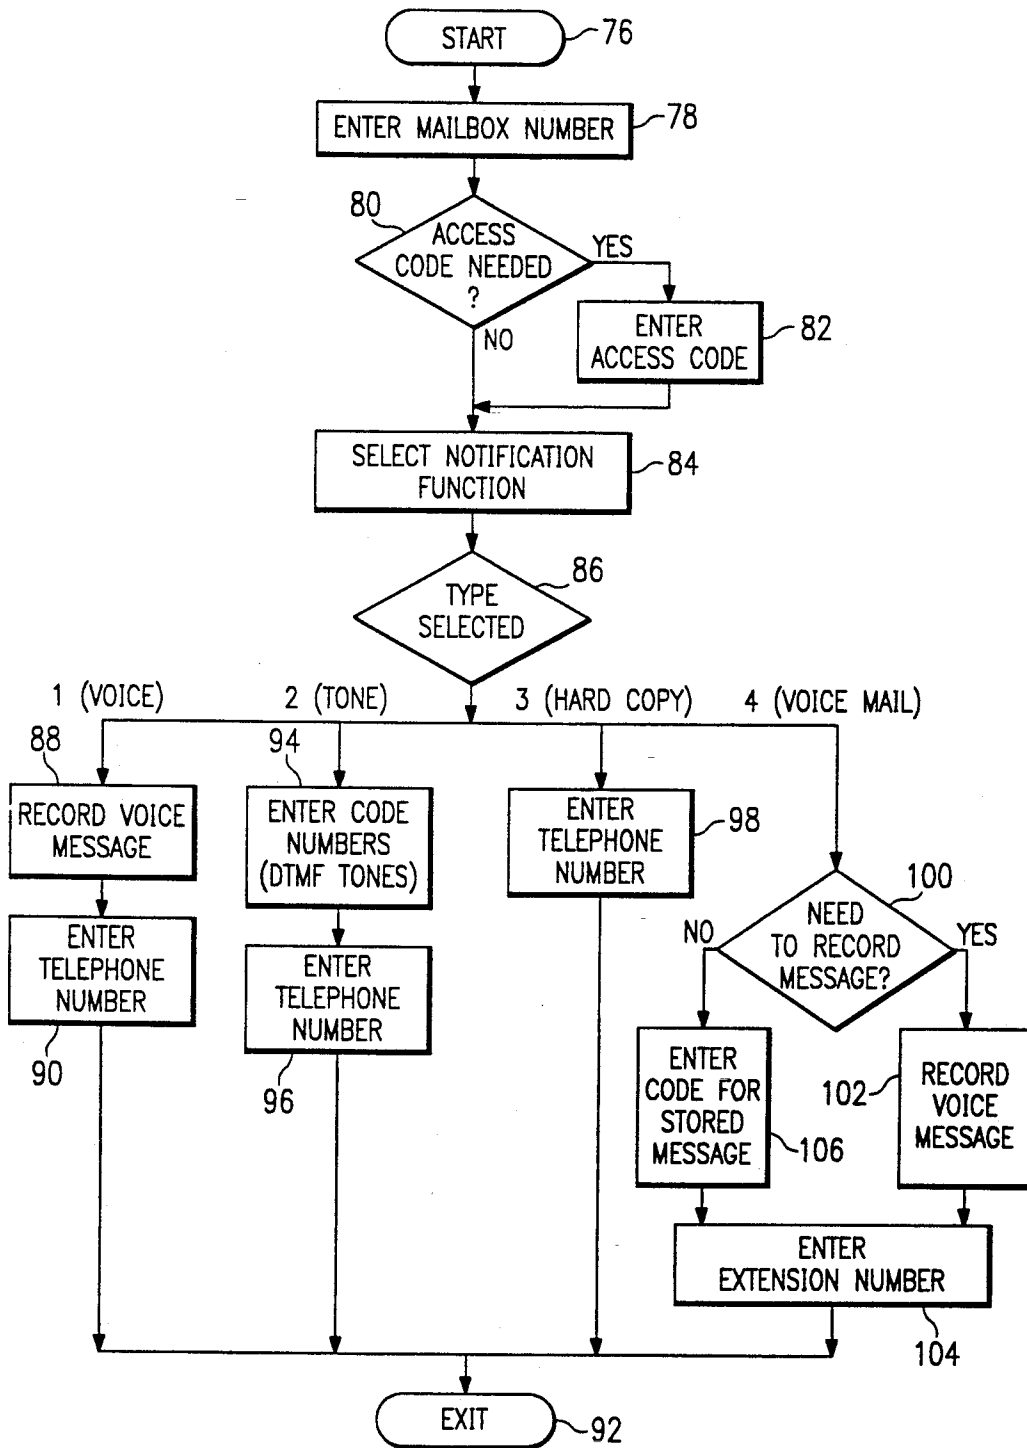 START
76
ENTER MAILBOX NUMBER
78
80
ACCESS
CODE NEEDED
?
YES
NO
ENTER
ACCESS CODE
82
SELECT NOTIFICATION
FUNCTION
84
86
TYPE
SELECTED
1 (VOICE)
2 (TONE)
3 (HARD COPY)
4 (VOICE MAIL)
88
RECORD VOICE
MESSAGE
ENTER
TELEPHONE
NUMBER
90
94
ENTER CODE
NUMBERS
(DTMF TONES)
ENTER
TELEPHONE
NUMBER
96
ENTER
TELEPHONE
NUMBER
98
100
NEED
TO RECORD
MESSAGE?
NO
YES
ENTER
CODE FOR
STORED
MESSAGE
106
102
RECORD
VOICE
MESSAGE
ENTER
EXTENSION NUMBER
104
EXIT
92